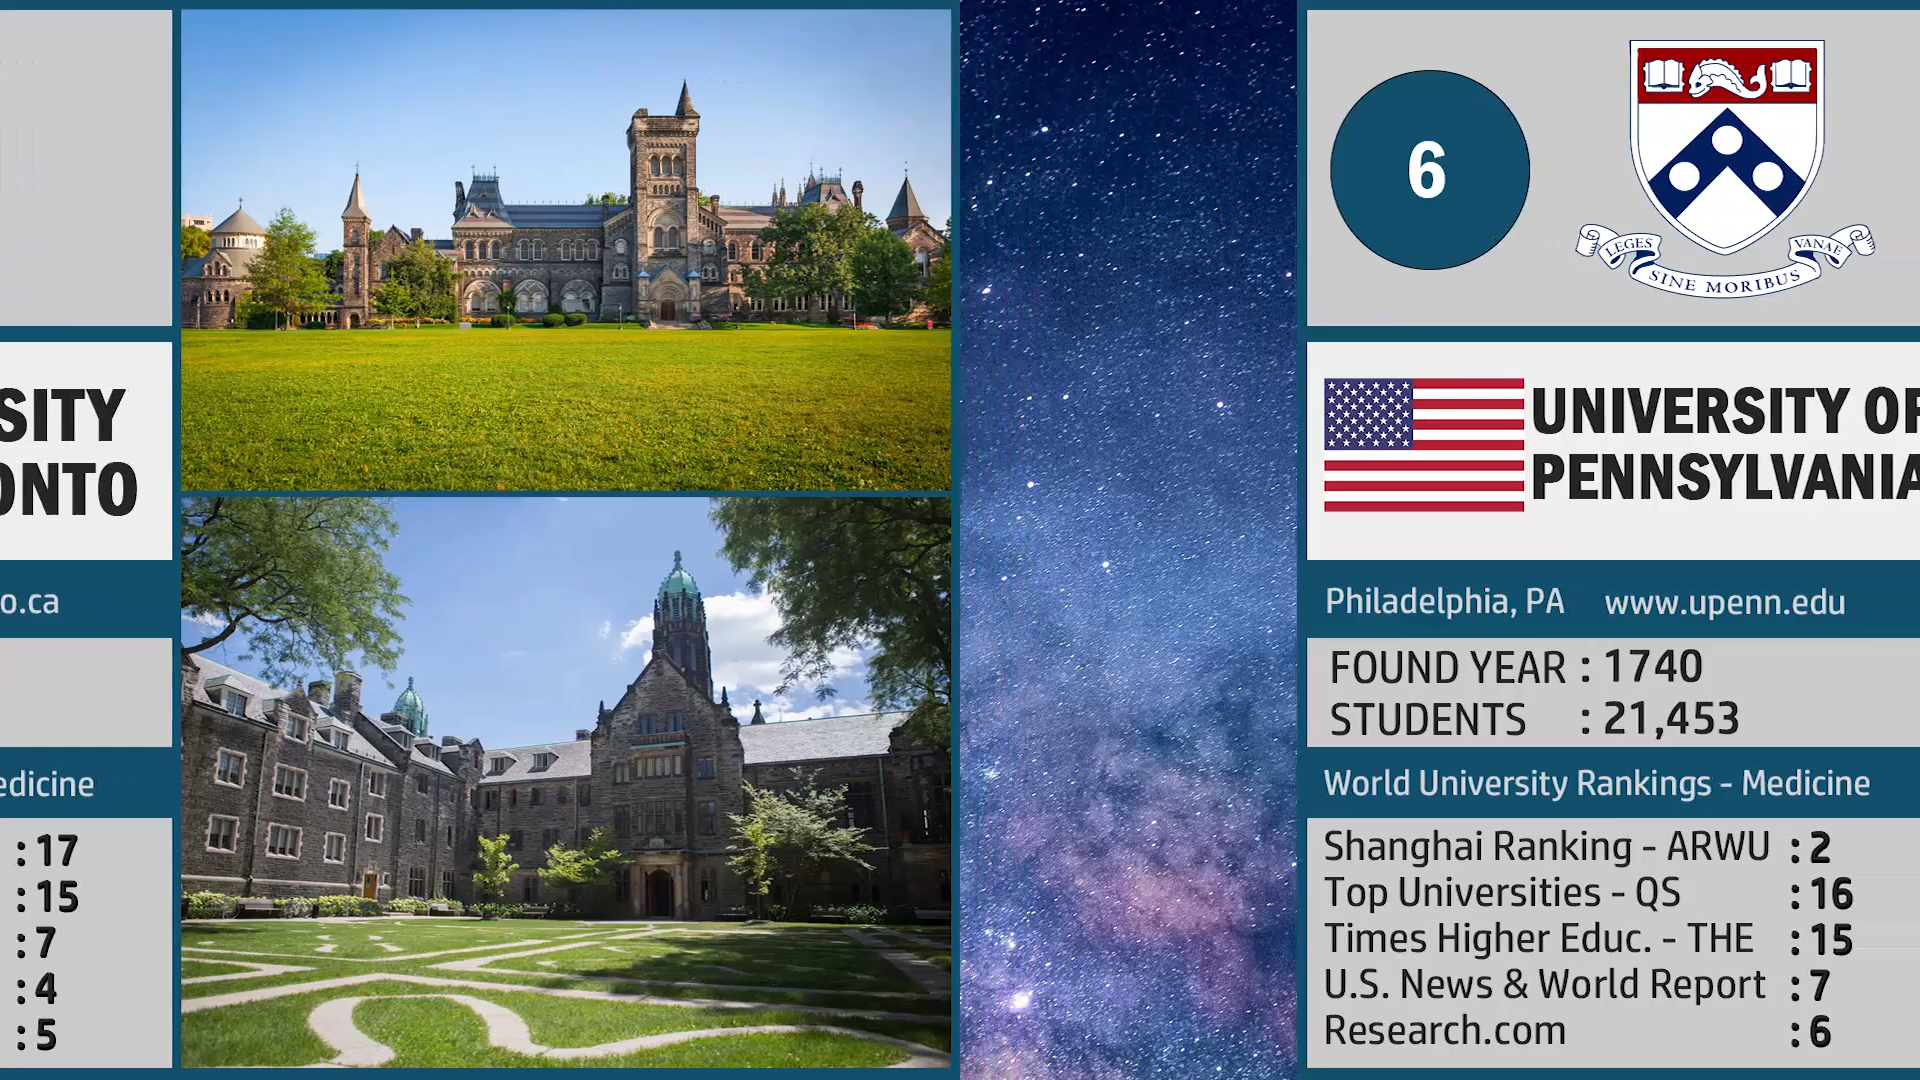 SITY
ONTO
o.ca
edicine
: 17
: 15
: 7
: 4
: 5
6
LEGES
SINE MORIBUS
VANAE
UNIVERSITY OF
PENNSYLVANIA
Philadelphia, PA www.upenn.edu
FOUND YEAR : 1740
STUDENTS : 21,453
World University Rankings - Medicine
Shanghai Ranking - ARWU : 2
Top Universities - QS : 16
Times Higher Educ. - THE : 15
U.S. News & World Report : 7
Research.com : 6